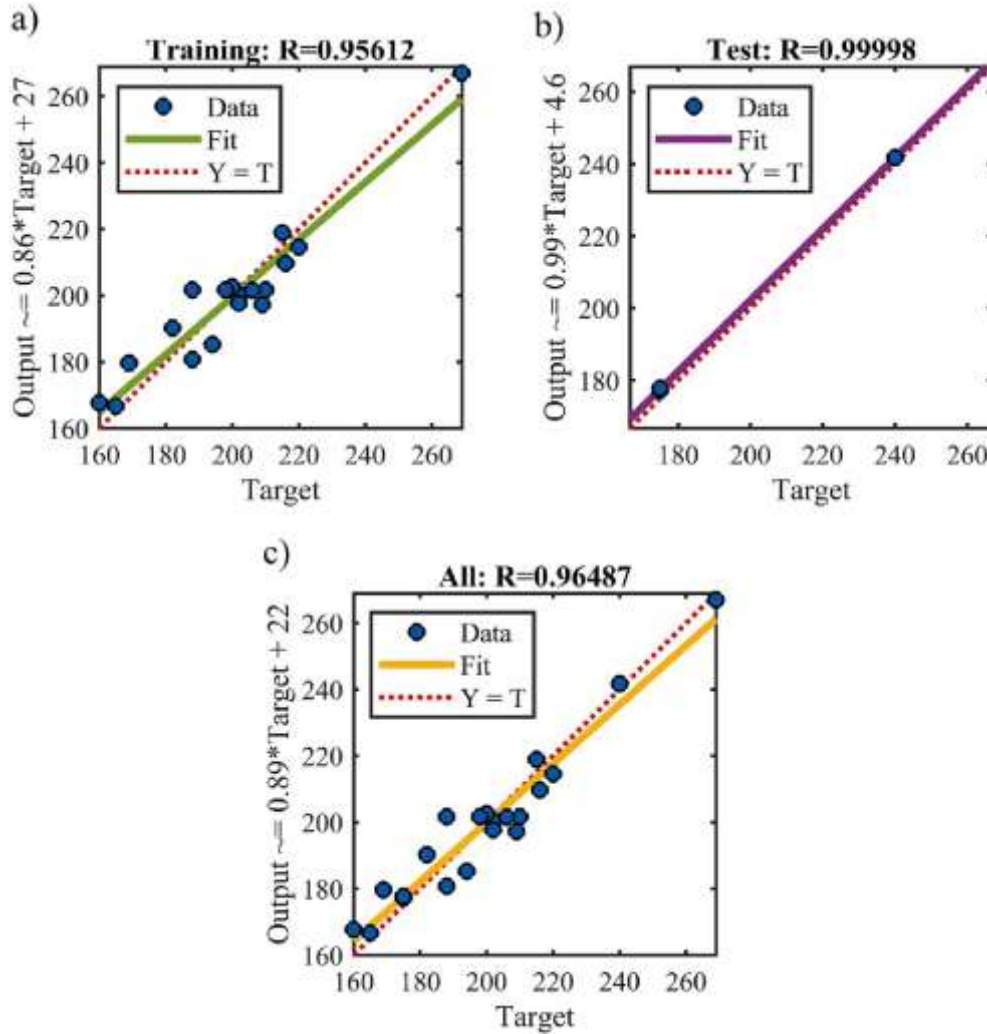 a)
Training: R=0.95612
Output ~= 0.86*Target + 27
260
240
220
200
180
160
Data
Fit
Y = T
160 180 200 220 240 260
Target
b)
Test: R=0.99998
Output ~= 0.99*Target + 4.6
260
240
220
200
180
Data
Fit
Y = T
180 200 220 240 260
Target
c)
All: R=0.96487
Output ~= 0.89*Target + 22
260
240
220
200
180
160
Data
Fit
Y = T
160 180 200 220 240 260
Target